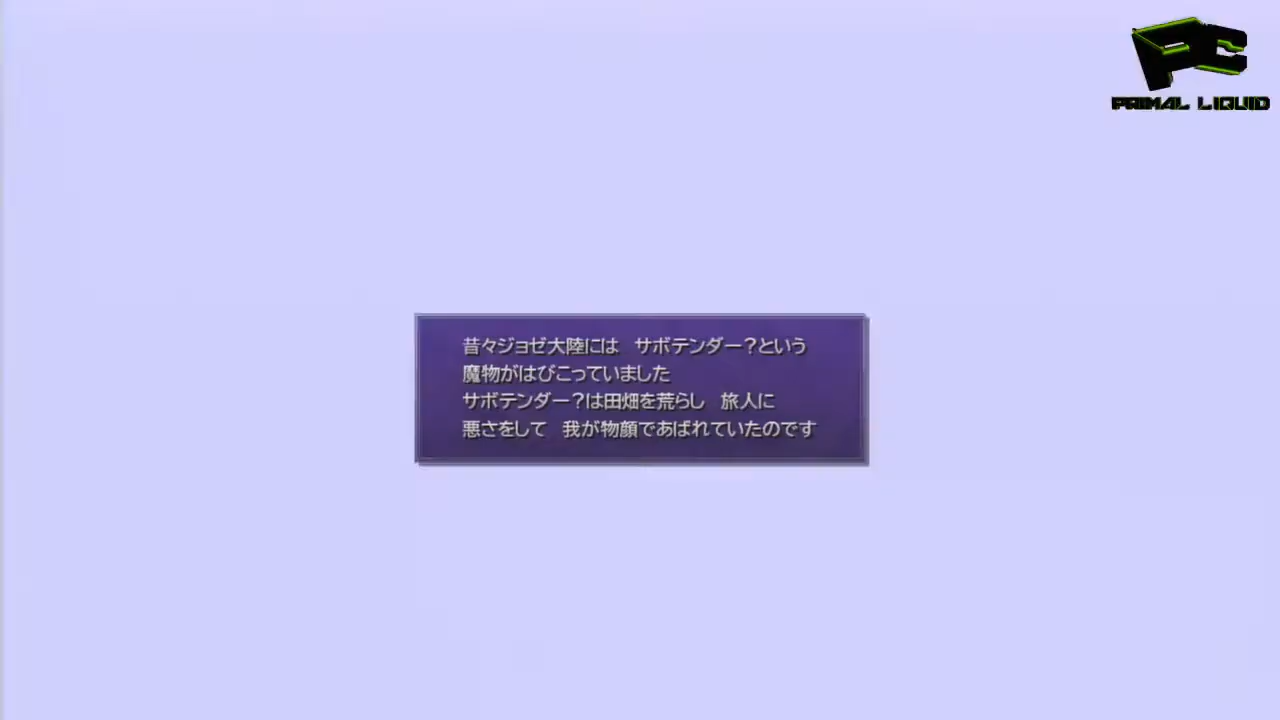 PRIMAL LIQUID
昔々ジョゼ大陸には　サボテンダー？という
魔物がはびこっていました
サボテンダー？は田畑を荒らし　旅人に
悪さをして　我が物顔であばれていたのです